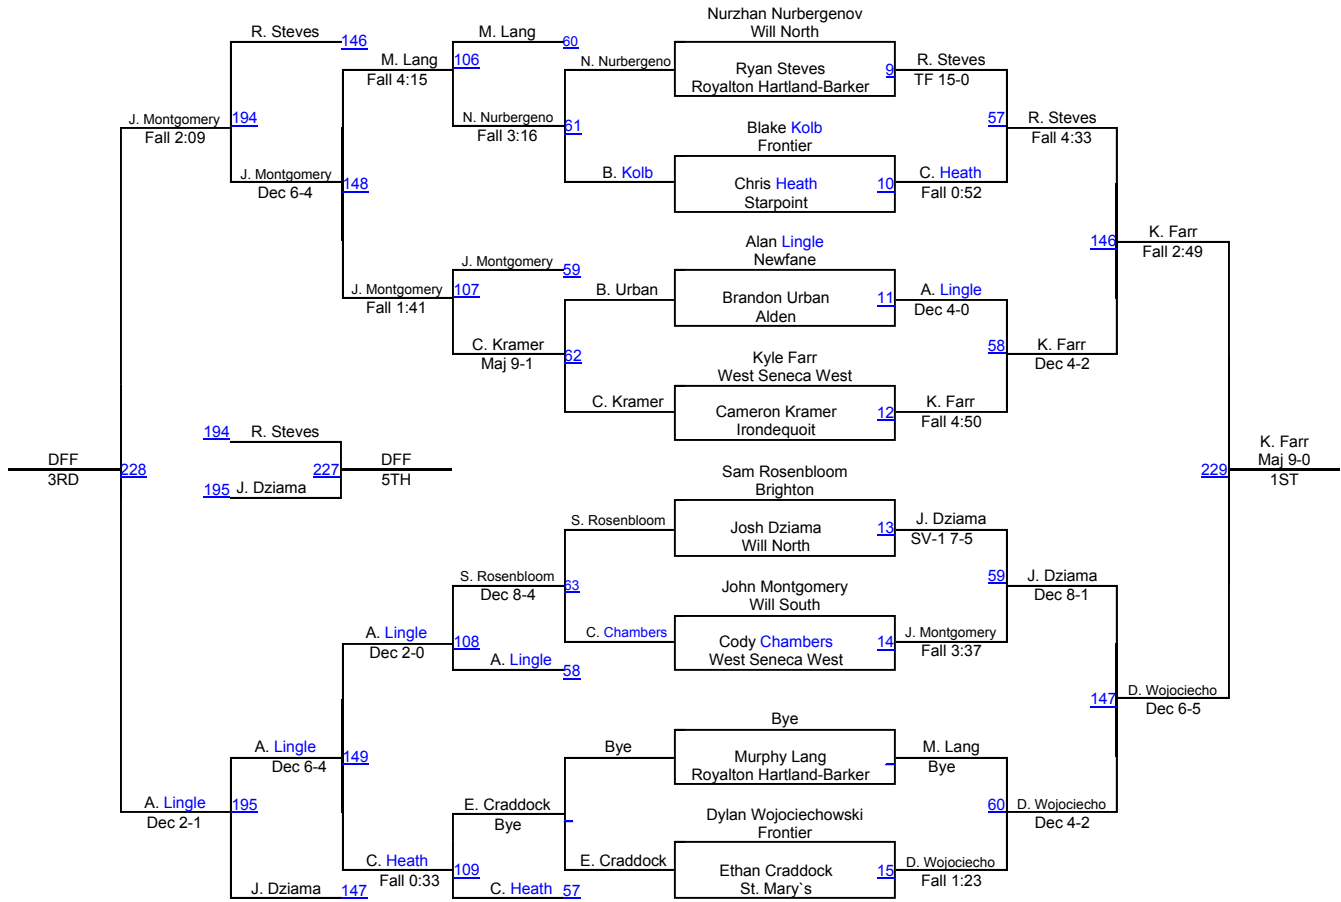 Nurzhan Nurbergenov
Will North
R. Steves
146
M. Lang
60
M. Lang
106
Fall 4:15
N. Nurbergeno
Ryan Steves
Royalton Hartland-Barker
9
R. Steves
TF 15-0
J. Montgomery
194
Fall 2:09
N. Nurbergeno
Fall 3:16
61
Blake Kolb
Frontier
57
R. Steves
Fall 4:33
J. Montgomery
Dec 6-4
148
B. Kolb
Chris Heath
Starpoint
10
C. Heath
Fall 0:52
Alan Lingle
Newfane
146
K. Farr
Fall 2:49
J. Montgomery
59
J. Montgomery
107
Fall 1:41
B. Urban
Brandon Urban
Alden
11
A. Lingle
Dec 4-0
C. Kramer
Maj 9-1
62
Kyle Farr
West Seneca West
58
K. Farr
Dec 4-2
C. Kramer
Cameron Kramer
Irondequoit
12
K. Farr
Fall 4:50
194
R. Steves
DFF
3RD
228
227
DFF
5TH
195
J. Dziama
229
K. Farr
Maj 9-0
1ST
Sam Rosenbloom
Brighton
S. Rosenbloom
Josh Dziama
Will North
13
J. Dziama
SV-1 7-5
S. Rosenbloom
Dec 8-4
63
John Montgomery
Will South
59
J. Dziama
Dec 8-1
A. Lingle
Dec 2-0
108
C. Chambers
Cody Chambers
West Seneca West
14
J. Montgomery
Fall 3:37
A. Lingle
58
147
D. Wojociecho
Dec 6-5
Bye
A. Lingle
Dec 6-4
149
Bye
Murphy Lang
Royalton Hartland-Barker
M. Lang
Bye
A. Lingle
Dec 2-1
195
E. Craddock
Bye
Dylan Wojociechowski
Frontier
60
D. Wojociecho
Dec 4-2
C. Heath
Fall 0:33
109
E. Craddock
Ethan Craddock
St. Mary`s
15
D. Wojociecho
Fall 1:23
J. Dziama
147
C. Heath
57